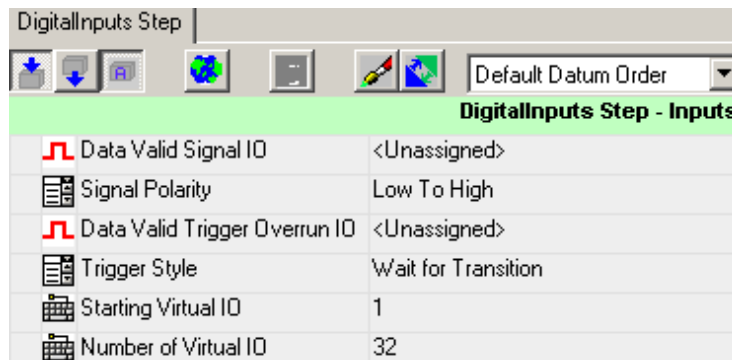 DigitalInputs Step
A
Default Datum Order
DigitalInputs Step - Inputs
Data Valid Signal IO <Unassigned>
Signal Polarity Low To High
Data Valid Trigger Overrun IO <Unassigned>
Trigger Style Wait for Transition
Starting Virtual IO 1
Number of Virtual IO 32